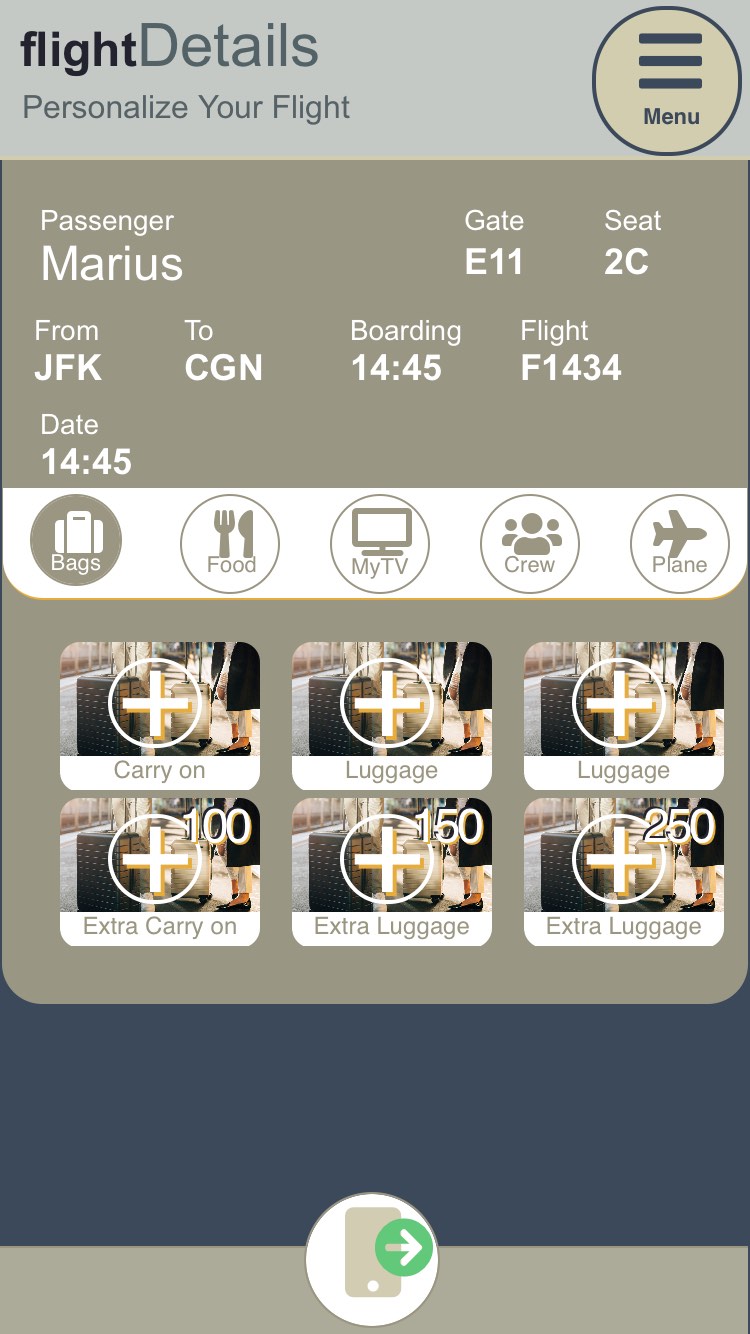 flightDetails
Personalize Your Flight
Menu
Passenger Gate Seat
Marius E11 2C
From To Boarding Flight
JFK CGN 14:45 F1434
Date
14:45
Bags Food MyTV Crew Plane
Carry on Luggage Luggage
100 150 250
Extra Carry on Extra Luggage Extra Luggage